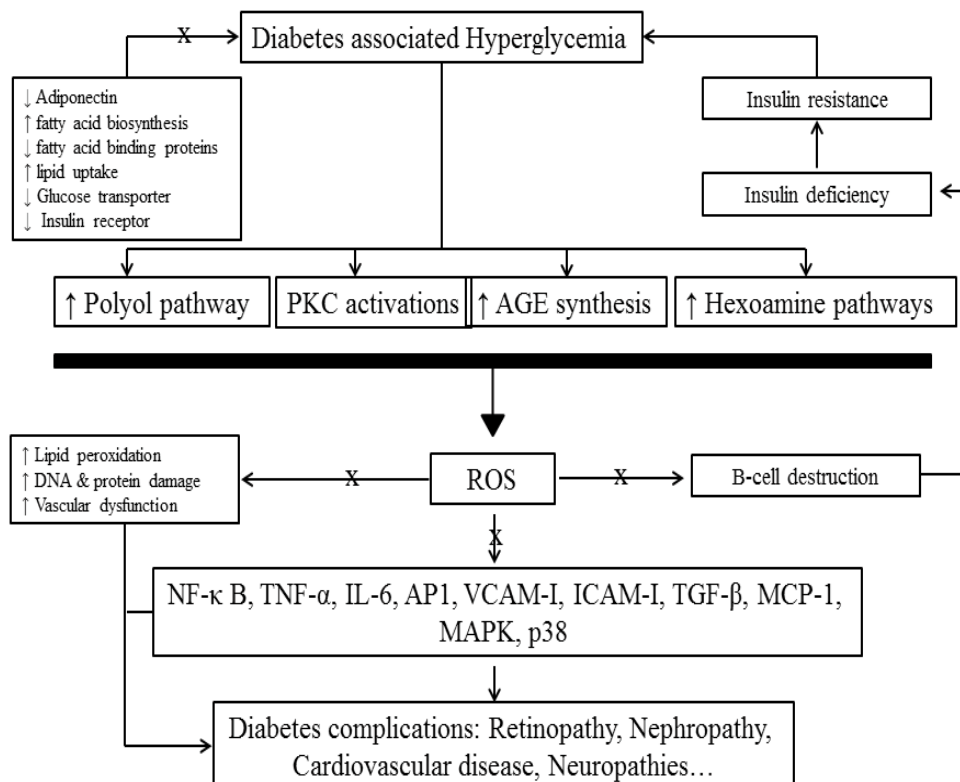 x
Diabetes associated Hyperglycemia
↓ Adiponectin
↑ fatty acid biosynthesis
↓ fatty acid binding proteins
↑ lipid uptake
↓ Glucose transporter
↓ Insulin receptor
Insulin resistance
Insulin deficiency
↑ Polyol pathway
PKC activations
↑ AGE synthesis
↑ Hexoamine pathways
↑ Lipid peroxidation
↑ DNA & protein damage
↑ Vascular dysfunction
x
ROS
x
B-cell destruction
x
NF-κ B, TNF-α, IL-6, AP1, VCAM-I, ICAM-I, TGF-β, MCP-1,
MAPK, p38
Diabetes complications: Retinopathy, Nephropathy,
Cardiovascular disease, Neuropathies…